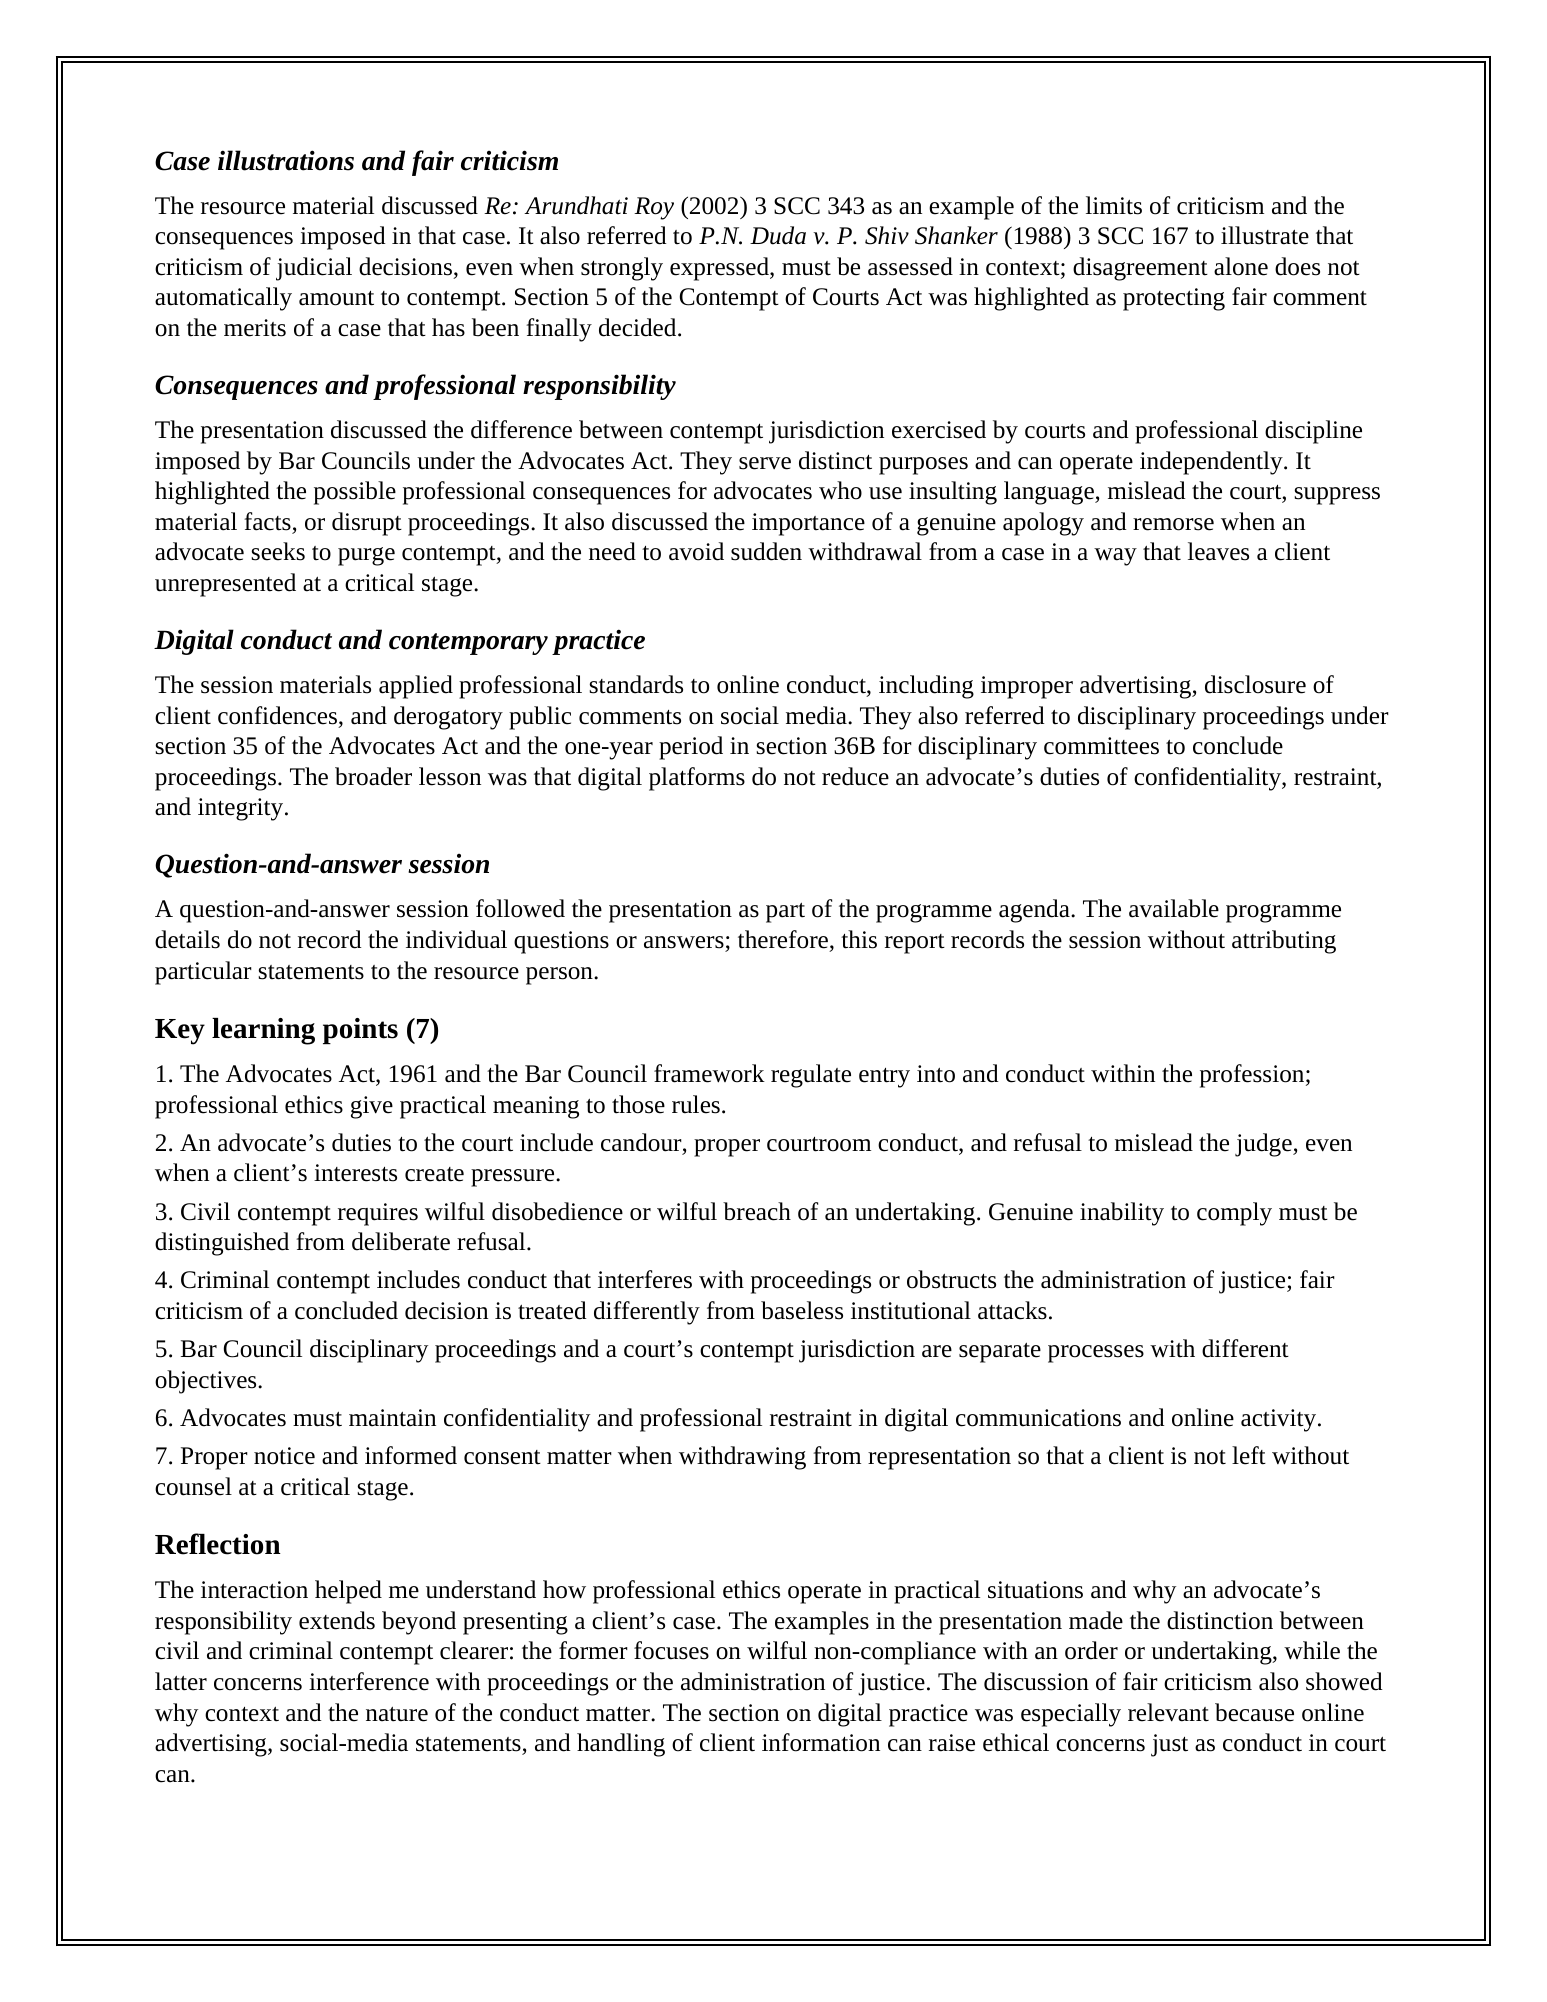 Case illustrations and fair criticism
The resource material discussed Re: Arundhati Roy (2002) 3 SCC 343 as an example of the limits of criticism and the
consequences imposed in that case. It also referred to P.N. Duda v. P. Shiv Shanker (1988) 3 SCC 167 to illustrate that
criticism of judicial decisions, even when strongly expressed, must be assessed in context; disagreement alone does not
automatically amount to contempt. Section 5 of the Contempt of Courts Act was highlighted as protecting fair comment
on the merits of a case that has been finally decided.
Consequences and professional responsibility
The presentation discussed the difference between contempt jurisdiction exercised by courts and professional discipline
imposed by Bar Councils under the Advocates Act. They serve distinct purposes and can operate independently. It
highlighted the possible professional consequences for advocates who use insulting language, mislead the court, suppress
material facts, or disrupt proceedings. It also discussed the importance of a genuine apology and remorse when an
advocate seeks to purge contempt, and the need to avoid sudden withdrawal from a case in a way that leaves a client
unrepresented at a critical stage.
Digital conduct and contemporary practice
The session materials applied professional standards to online conduct, including improper advertising, disclosure of
client confidences, and derogatory public comments on social media. They also referred to disciplinary proceedings under
section 35 of the Advocates Act and the one-year period in section 36B for disciplinary committees to conclude
proceedings. The broader lesson was that digital platforms do not reduce an advocate’s duties of confidentiality, restraint,
and integrity.
Question-and-answer session
A question-and-answer session followed the presentation as part of the programme agenda. The available programme
details do not record the individual questions or answers; therefore, this report records the session without attributing
particular statements to the resource person.
Key learning points (7)
1. The Advocates Act, 1961 and the Bar Council framework regulate entry into and conduct within the profession;
professional ethics give practical meaning to those rules.
2. An advocate’s duties to the court include candour, proper courtroom conduct, and refusal to mislead the judge, even
when a client’s interests create pressure.
3. Civil contempt requires wilful disobedience or wilful breach of an undertaking. Genuine inability to comply must be
distinguished from deliberate refusal.
4. Criminal contempt includes conduct that interferes with proceedings or obstructs the administration of justice; fair
criticism of a concluded decision is treated differently from baseless institutional attacks.
5. Bar Council disciplinary proceedings and a court’s contempt jurisdiction are separate processes with different
objectives.
6. Advocates must maintain confidentiality and professional restraint in digital communications and online activity.
7. Proper notice and informed consent matter when withdrawing from representation so that a client is not left without
counsel at a critical stage.
Reflection
The interaction helped me understand how professional ethics operate in practical situations and why an advocate’s
responsibility extends beyond presenting a client’s case. The examples in the presentation made the distinction between
civil and criminal contempt clearer: the former focuses on wilful non-compliance with an order or undertaking, while the
latter concerns interference with proceedings or the administration of justice. The discussion of fair criticism also showed
why context and the nature of the conduct matter. The section on digital practice was especially relevant because online
advertising, social-media statements, and handling of client information can raise ethical concerns just as conduct in court
can.